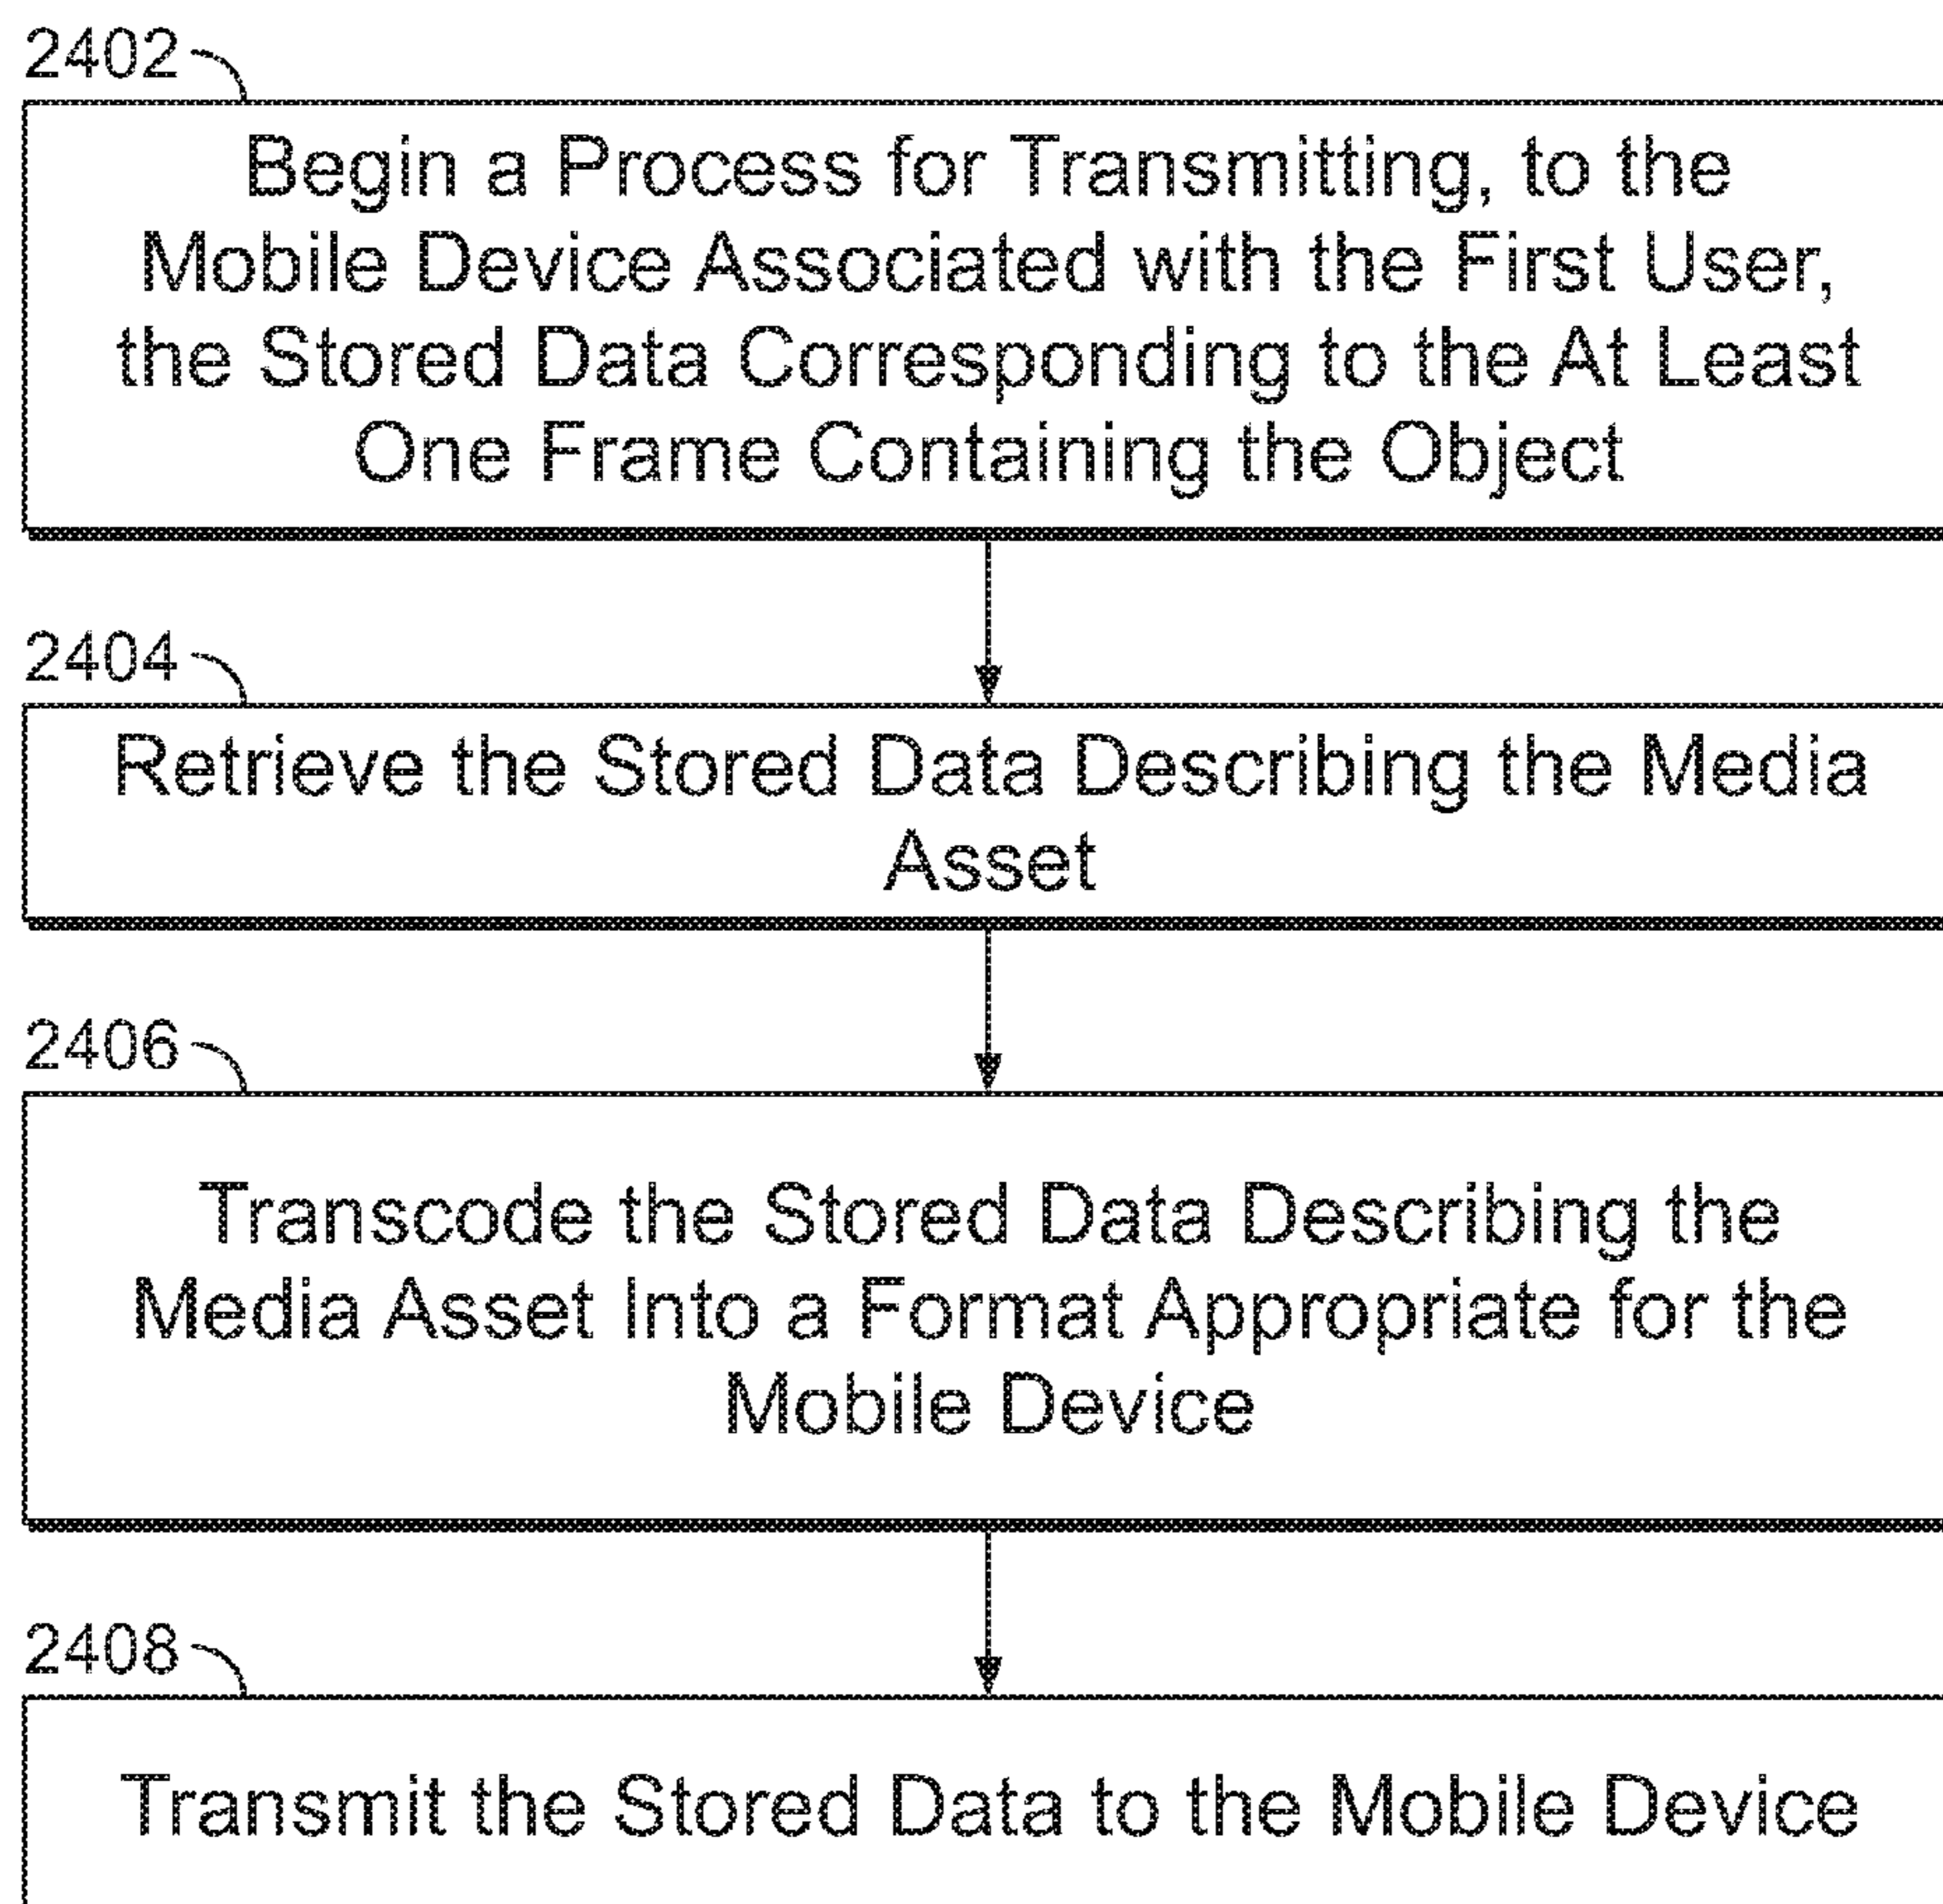 2402
Begin a Process for Transmitting, to the
Mobile Device Associated with the First User,
the Stored Data Corresponding to the At Least
One Frame Containing the Object
2404
Retrieve the Stored Data Describing the Media
Asset
2406
Transcode the Stored Data Describing the
Media Asset Into a Format Appropriate for the
Mobile Device
2408
Transmit the Stored Data to the Mobile Device